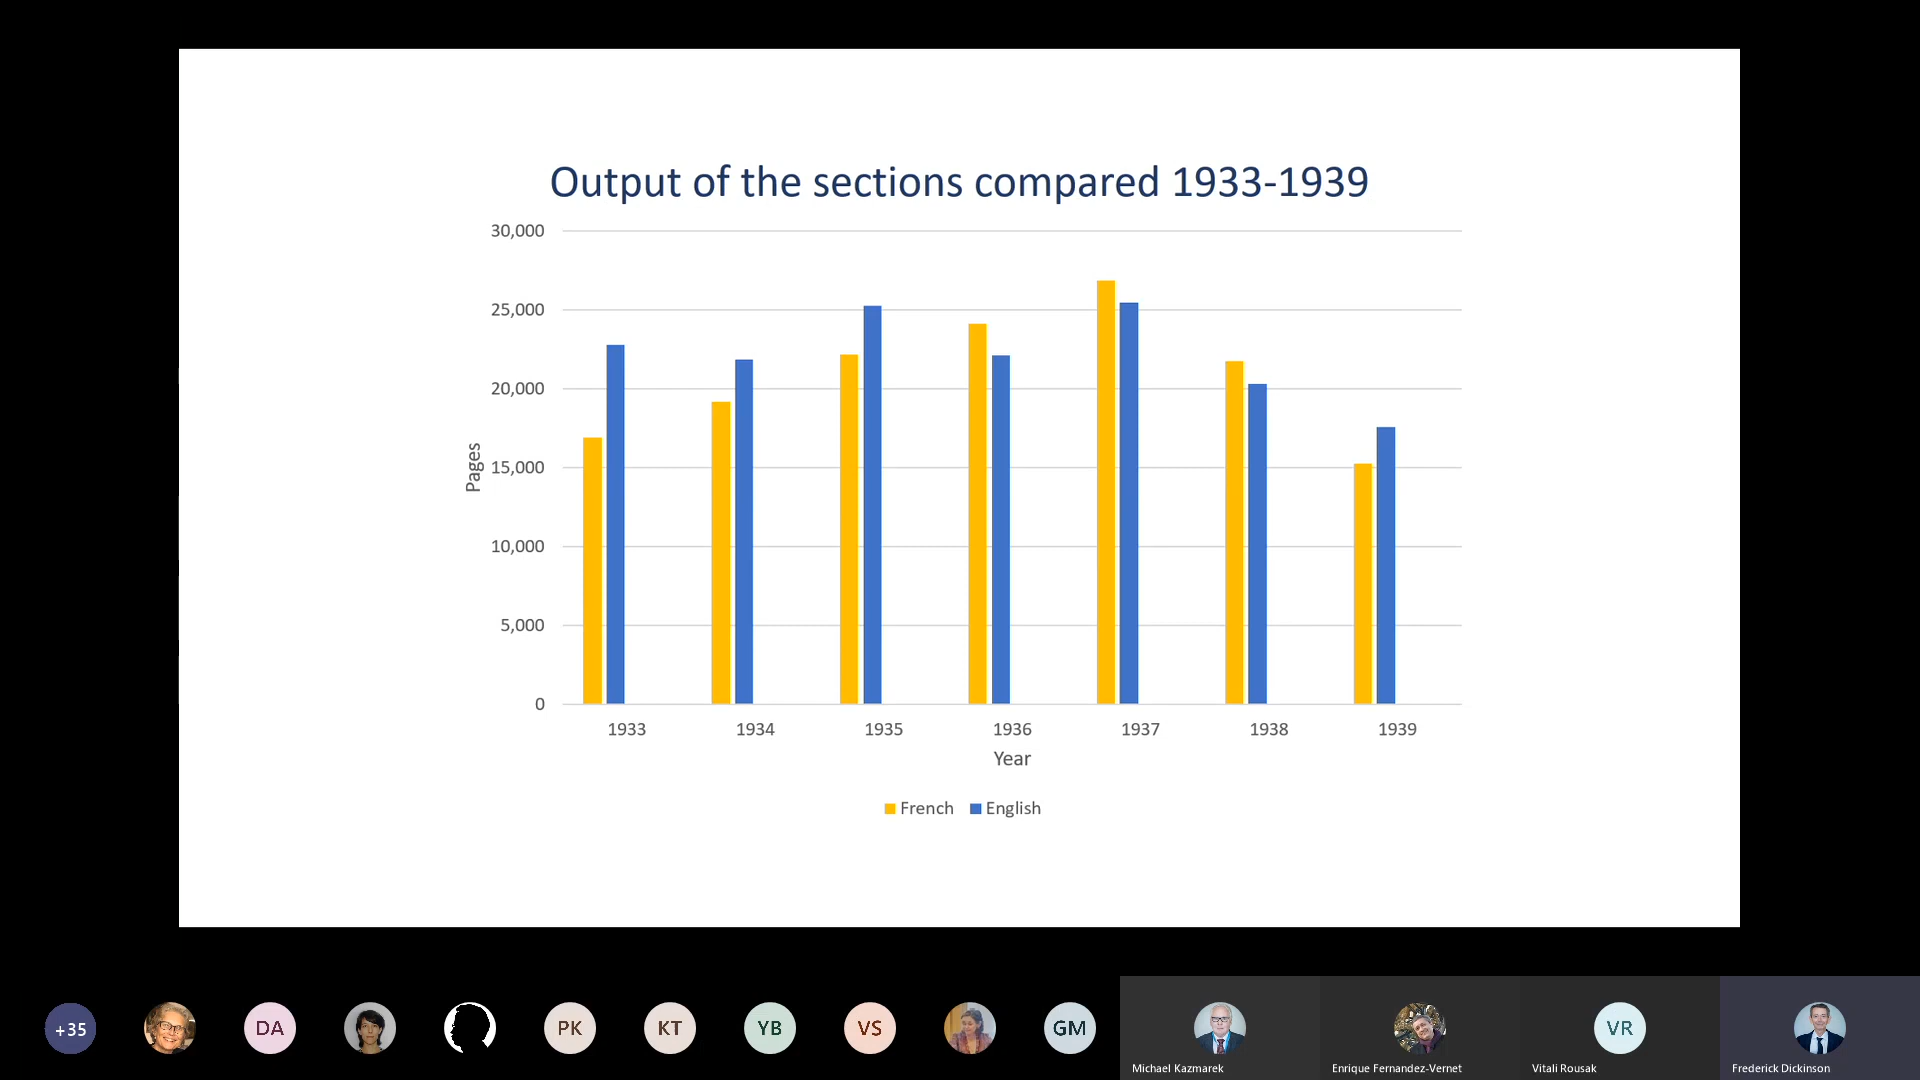 Output of the sections compared 1933-1939
30,000
25,000
20,000
15,000
10,000
5,000
0
Pages
1933 1934 1935 1936 1937 1938 1939
Year
French English
+35 DA PK KT YB VS GM VR
Michael Kazmarek Enrique Fernandez-Vernet Vitali Rousak Frederick Dickinson